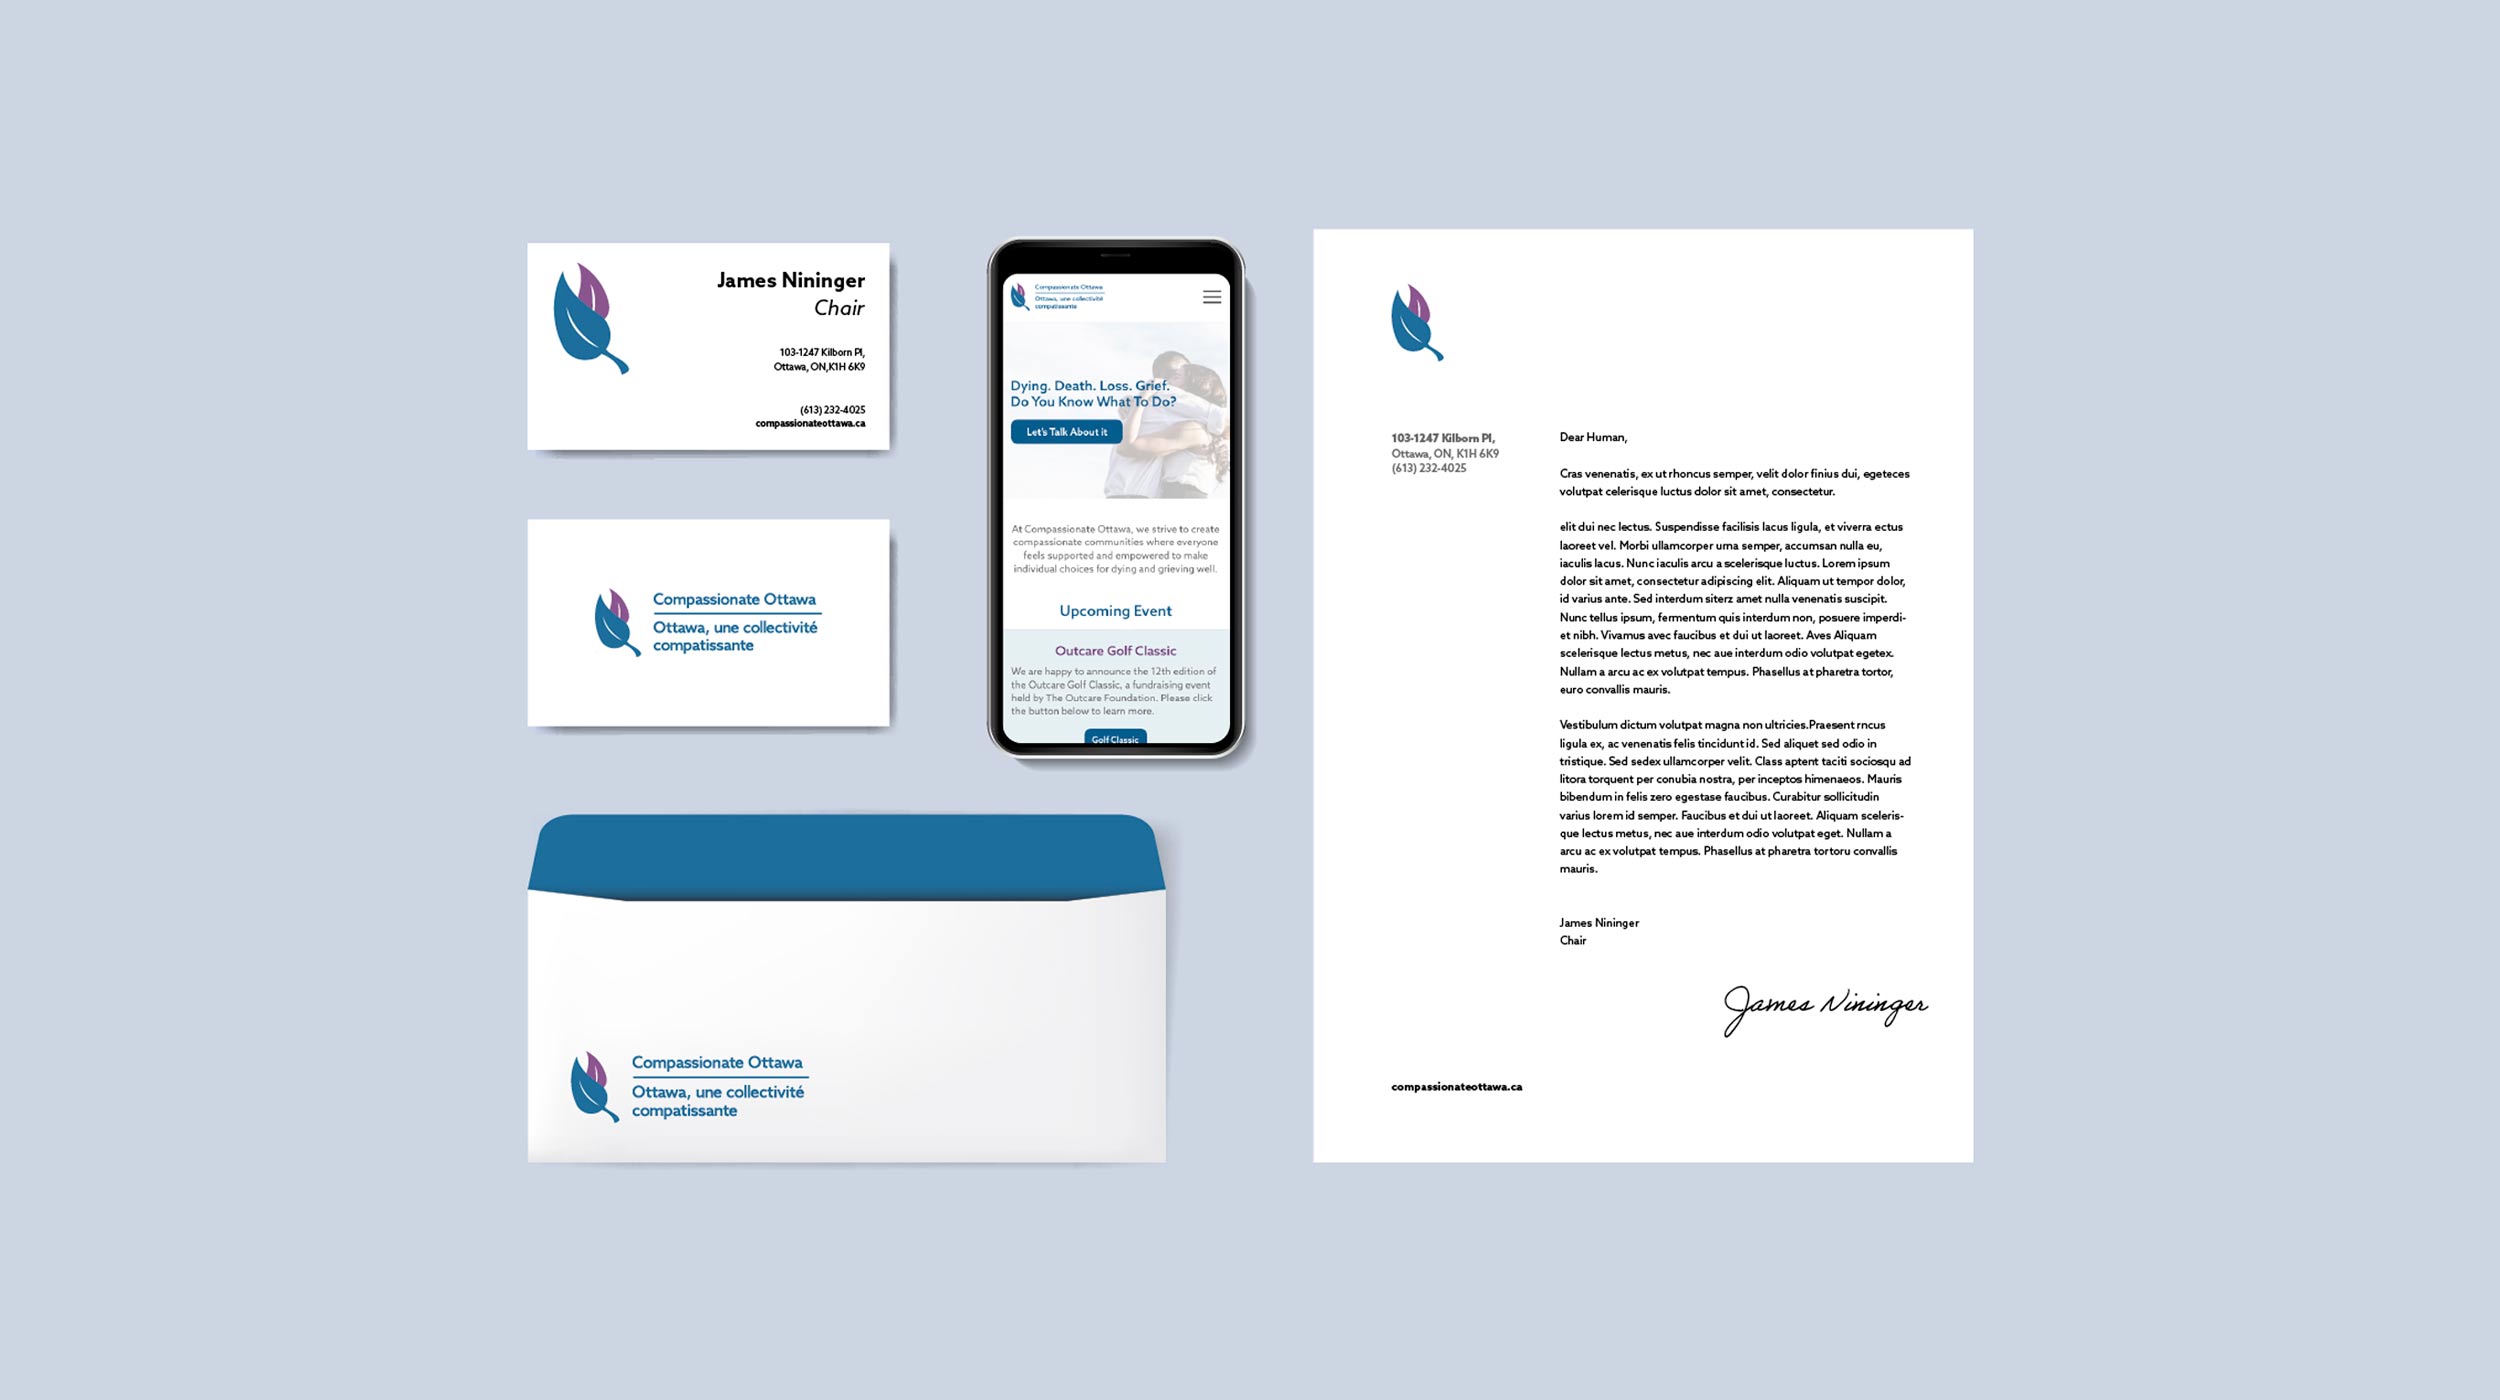 James Nininger
Chair
103-1247 Kilborn Pl,
Ottawa, ON,K1H 6K9
(613) 232-4025
compassionateottawa.ca
Compassionate Ottawa
Ottawa, une collectivité
compatissante
Compassionate Ottawa
Ottawa, une collectivité
compatissante
Compassionate Ottawa
Ottawa, une collectivité
compatissante
Dying. Death. Loss. Grief.
Do You Know What To Do?
Let's Talk About it
At Compassionate Ottawa, we strive to create
compassionate communities where everyone
feels supported and empowered to make
individual choices for dying and grieving well.
Upcoming Event
Outcare Golf Classic
We are happy to announce the 12th edition of
the Outcare Golf Classic, a fundraising event
held by The Outcare Foundation. Please click
the button below to learn more.
Golf Classic
103-1247 Kilborn Pl,
Ottawa, ON, K1H 6K9
(613) 232-4025
Dear Human,
Cras venenatis, ex ut rhoncus semper, velit dolor finius dui, egeteces
volutpat celerisque luctus dolor sit amet, consectetur.
elit dui nec lectus. Suspendisse facilisis lacus ligula, et viverra ectus
laoreet vel. Morbi ullamcorper urna semper, accumsan nulla eu,
iaculis lacus. Nunc iaculis arcu a scelerisque luctus. Lorem ipsum
dolor sit amet, consectetur adipiscing elit. Aliquam ut tempor dolor,
id varius ante. Sed interdum siterz amet nulla venenatis suscipit.
Nunc tellus ipsum, fermentum quis interdum non, posuere imperdi-
et nibh. Vivamus avec faucibus et dui ut laoreet. Aves Aliquam
scelerisque lectus metus, nec aue interdum odio volutpat egetex.
Nullam a arcu ac ex volutpat tempus. Phasellus at pharetra tortor,
euro convallis mauris.
Vestibulum dictum volutpat magna non ultricies.Praesent rncus
ligula ex, ac venenatis felis tincidunt id. Sed aliquet sed odio in
tristique. Sed sedex ullamcorper velit. Class aptent taciti sociosqu ad
litora torquent per conubia nostra, per inceptos himenaeos. Mauris
bibendum in felis zero egestase faucibus. Curabitur sollicitudin
varius lorem id semper. Faucibus et dui ut laoreet. Aliquam sceleris-
que lectus metus, nec aue interdum odio volutpat eget. Nullam a
arcu ac ex volutpat tempus. Phasellus at pharetra tortoru convallis
mauris.
James Nininger
Chair
James Nininger
compassionateottawa.ca